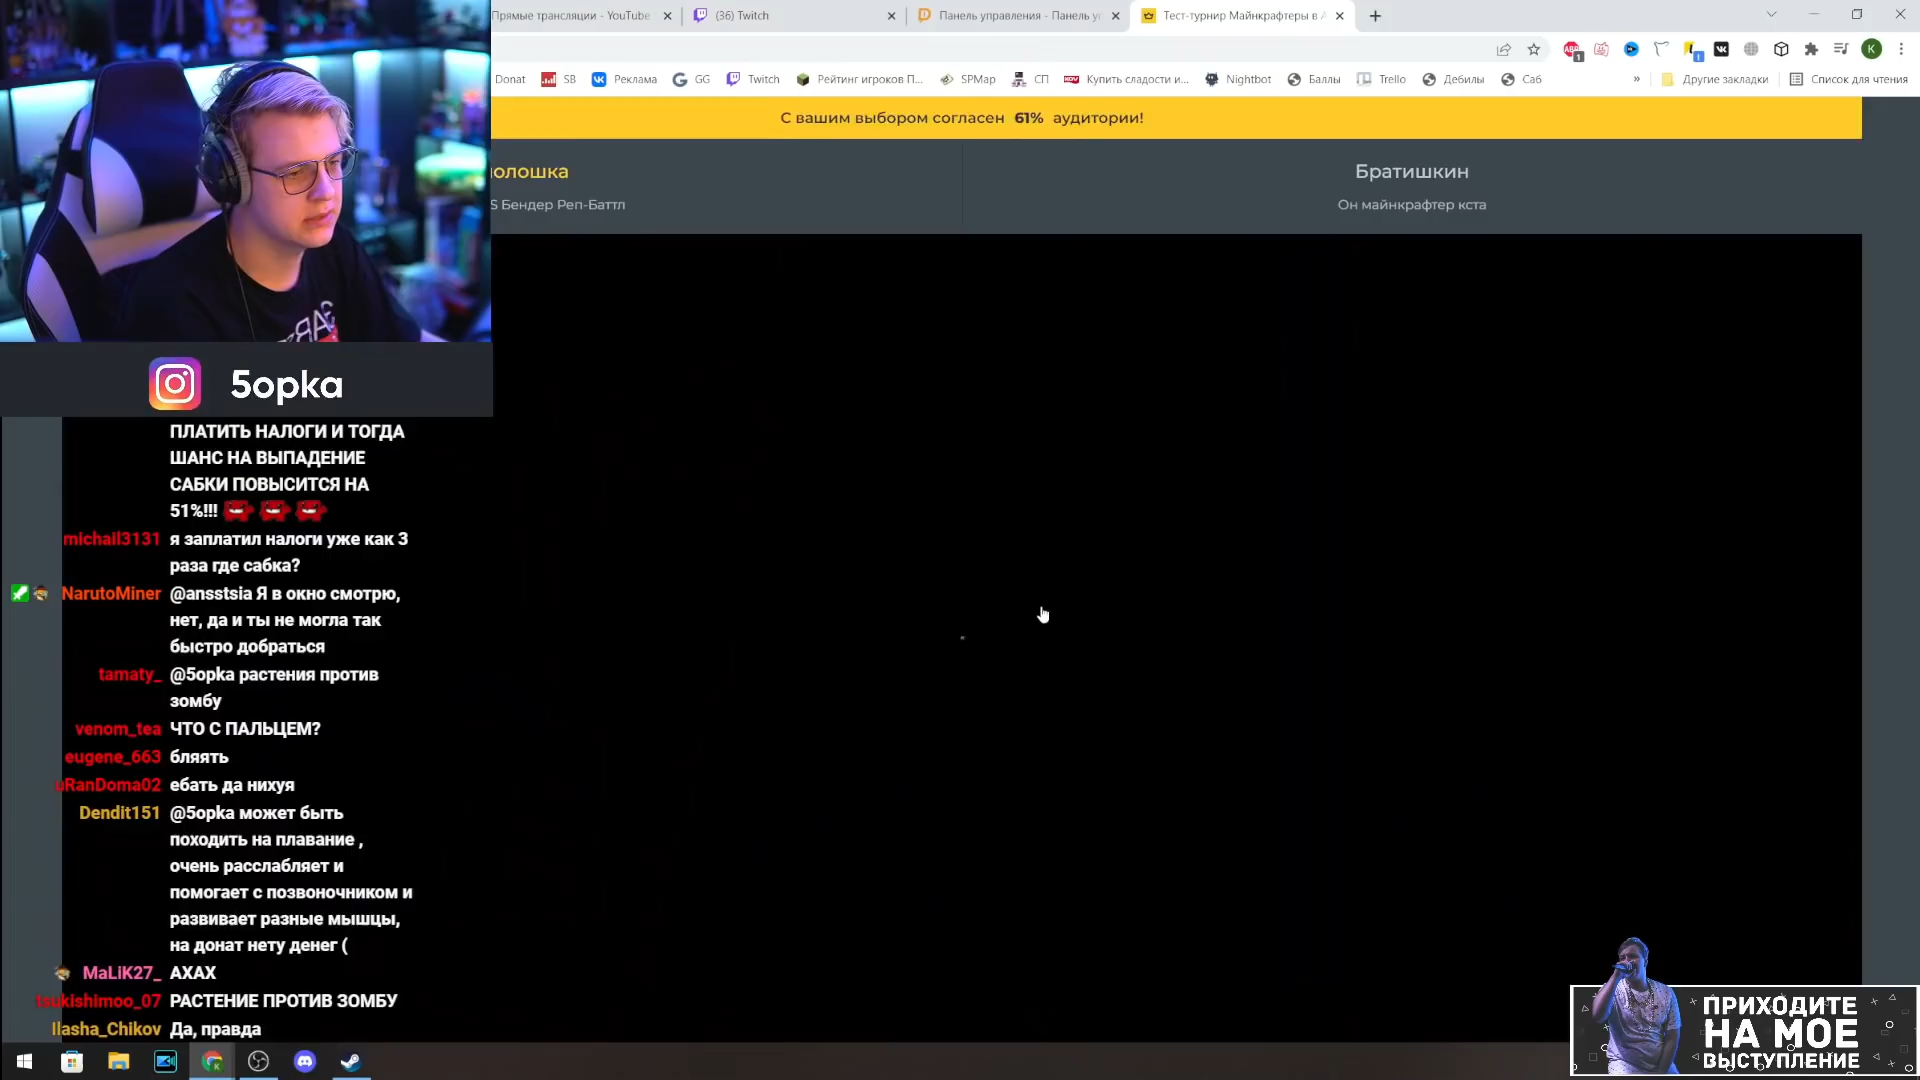 Прямые трансляции - YouTube
(36) Twitch
Панель управления - Панель ус
Тест-турнир Майнкрафтеры в А
ABP
1
K
Donat
SB
Реклама
GG
Twitch
Рейтинг игроков П...
SPMap
СП
Купить сладости и...
Nightbot
Баллы
Trello
Дебилы
Саб
»
Другие закладки
Список для чтения
С вашим выбором согласен 61% аудитории!
олошка
Братишкин
S Бендер Реп-Баттл
Он майнкрафтер кста
5opka
ПЛАТИТЬ НАЛОГИ И ТОГДА
ШАНС НА ВЫПАДЕНИЕ
САБКИ ПОВЫСИТСЯ НА
51%!!!
michail3131 я заплатил налоги уже как 3
раза где сабка?
NarutoMiner @ansstsia Я в окно смотрю,
нет, да и ты не могла так
быстро добраться
tamaty_ @5opka растения против
зомбу
venom_tea ЧТО С ПАЛЬЦЕМ?
eugene_663 бляять
uRanDoma02 ебать да нихуя
Dendit151 @5opka может быть
походить на плавание ,
очень расслабляет и
помогает с позвоночником и
развивает разные мышцы,
на донат нету денег (
MaLiK27_ АХАХ
tsukishimoo_07 РАСТЕНИЕ ПРОТИВ ЗОМБУ
Ilasha_Chikov Да, правда
ПРИХОДИТЕ
НА МОЕ
ВЫСТУПЛЕНИЕ